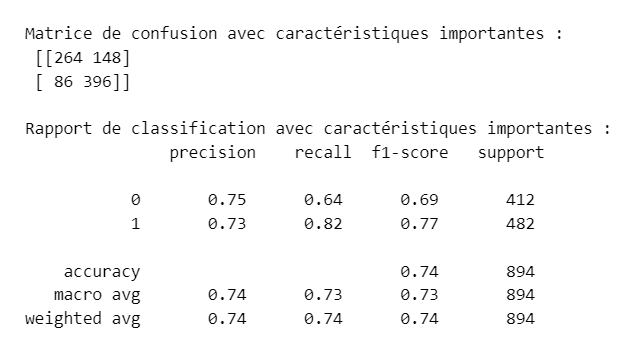 Matrice de confusion avec caractéristiques importantes :
[[264 148]
[ 86 396]]
Rapport de classification avec caractéristiques importantes :
precision recall f1-score support
0 0.75 0.64 0.69 412
1 0.73 0.82 0.77 482
accuracy 0.74 894
macro avg 0.74 0.73 0.73 894
weighted avg 0.74 0.74 0.74 894